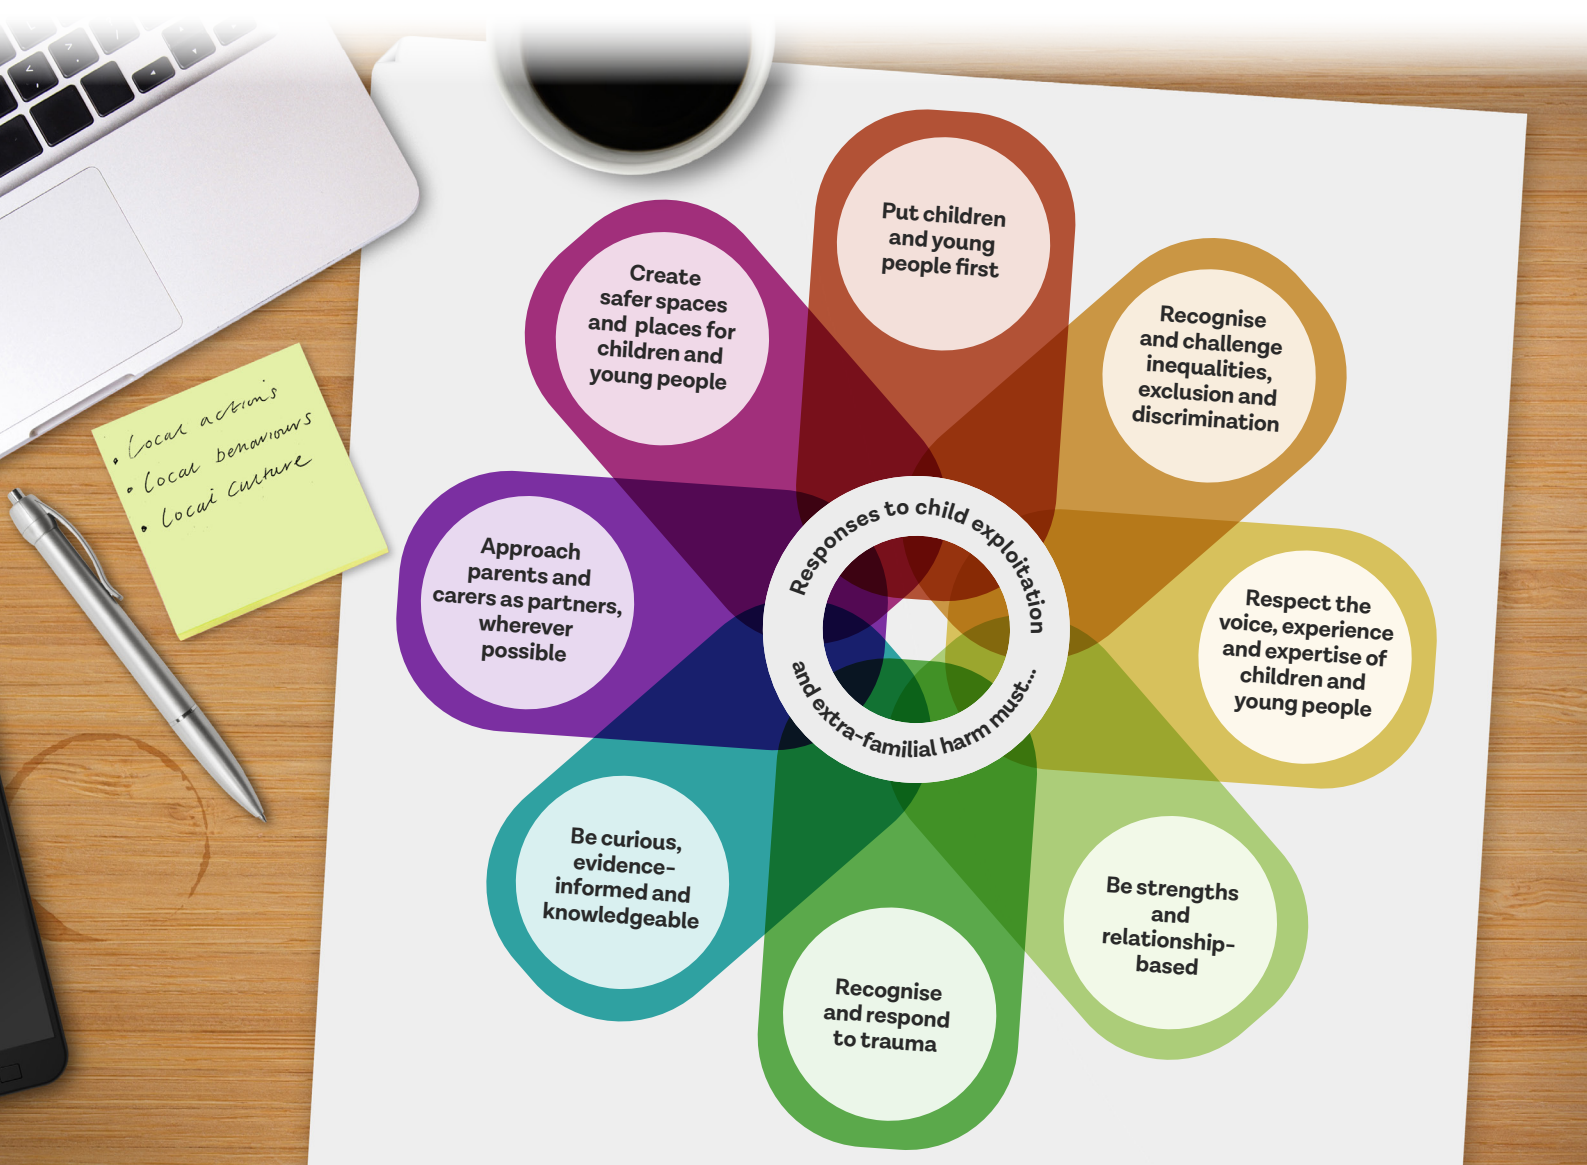 Put children
and young
people first
Recognise
and challenge
inequalities,
exclusion and
discrimination
Respect the
voice, experience
and expertise of
children and
young people
Be strengths
and
relationship-
based
Recognise
and respond
to trauma
Be curious,
evidence-
informed and
knowledgeable
Approach
parents and
carers as partners,
wherever
possible
Create
safer spaces
and places for
children and
young people
Responses to child exploitation
and extra-familial harm must...
• Local actions
• Local behaviours
• Local culture